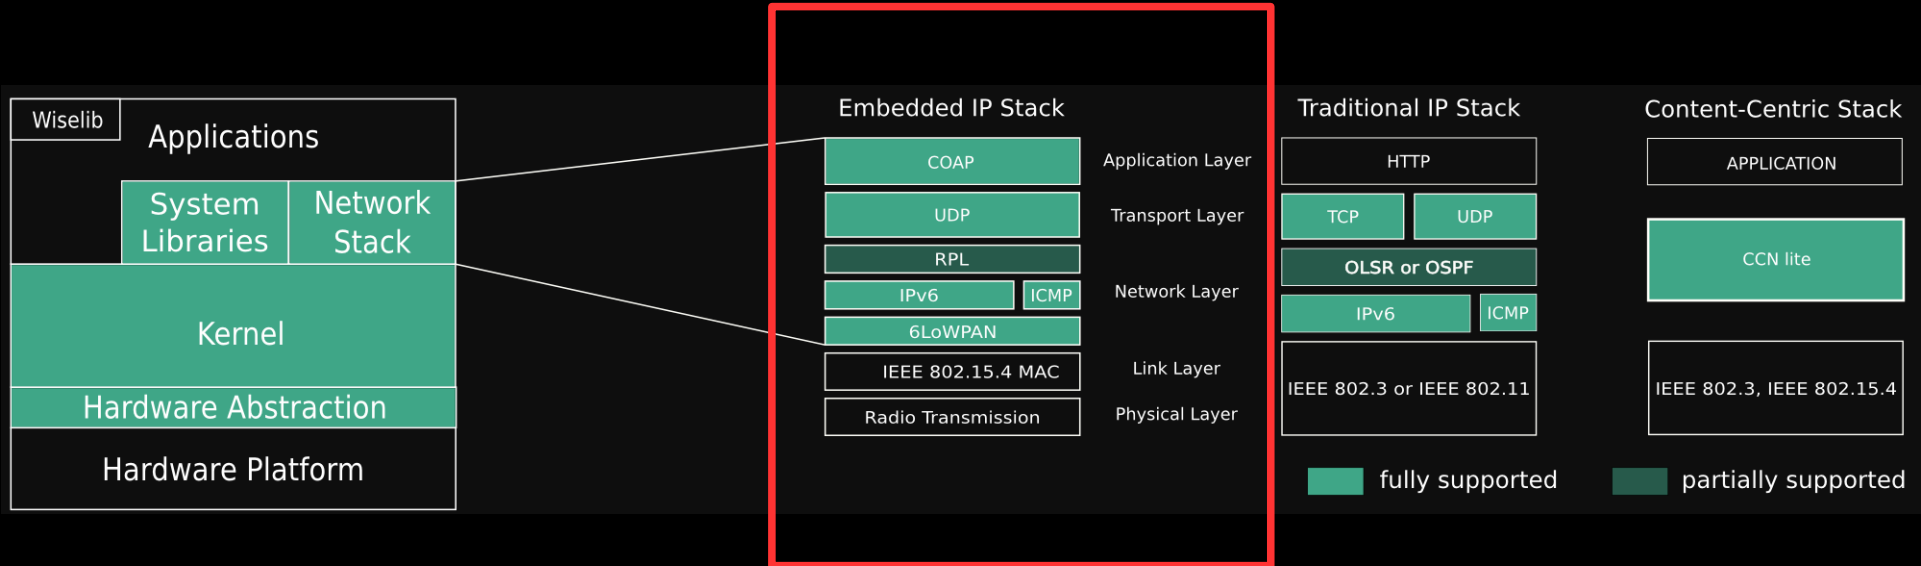 Wiselib
Applications
System
Libraries
Network
Stack
Kernel
Hardware Abstraction
Hardware Platform
Embedded IP Stack
COAP
Application Layer
UDP
Transport Layer
RPL
IPv6
ICMP
Network Layer
6LoWPAN
IEEE 802.15.4 MAC
Link Layer
Radio Transmission
Physical Layer
Traditional IP Stack
HTTP
TCP
UDP
OLSR or OSPF
IPv6
ICMP
IEEE 802.3 or IEEE 802.11
Content-Centric Stack
APPLICATION
CCN lite
IEEE 802.3, IEEE 802.15.4
fully supported
partially supported